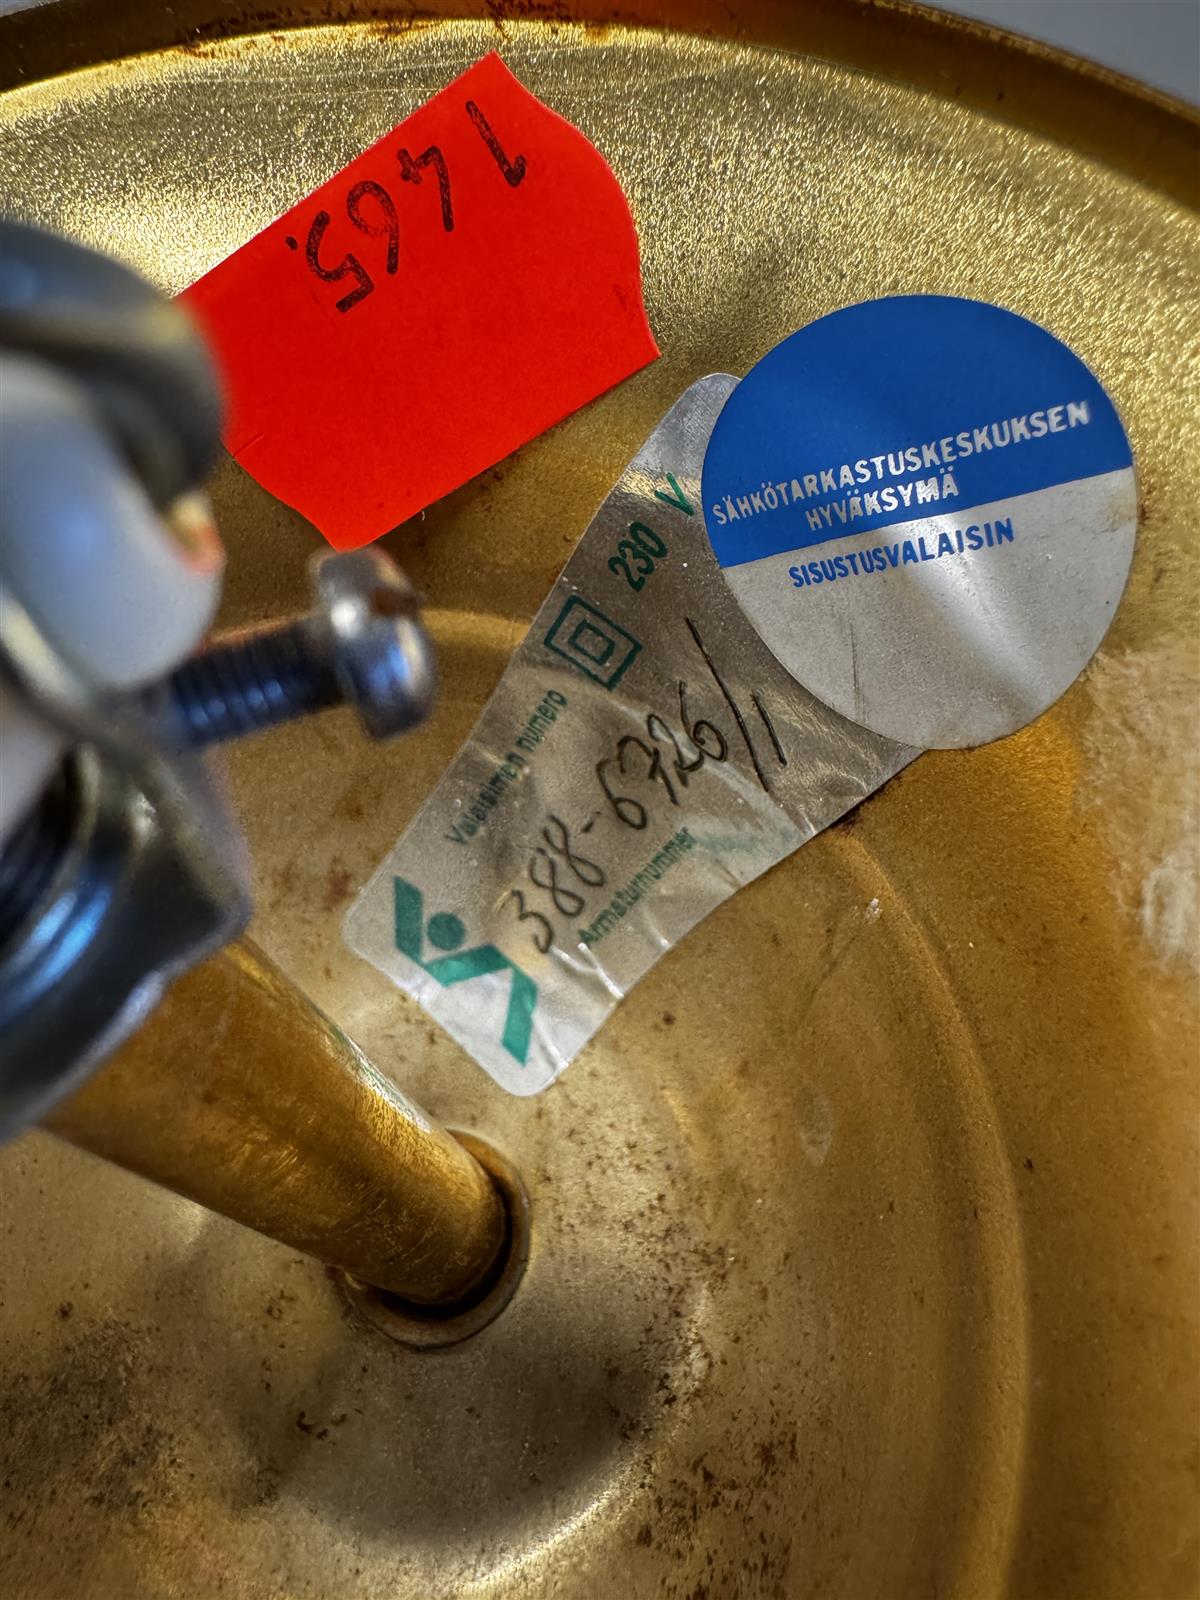 1465.
SÄHKÖTARKASTUSKESKUKSEN
HYVÄKSYMÄ
SISUSTUSVALAISIN
230 V
Valaisimen numero
388-6726/1
Armaturnummer